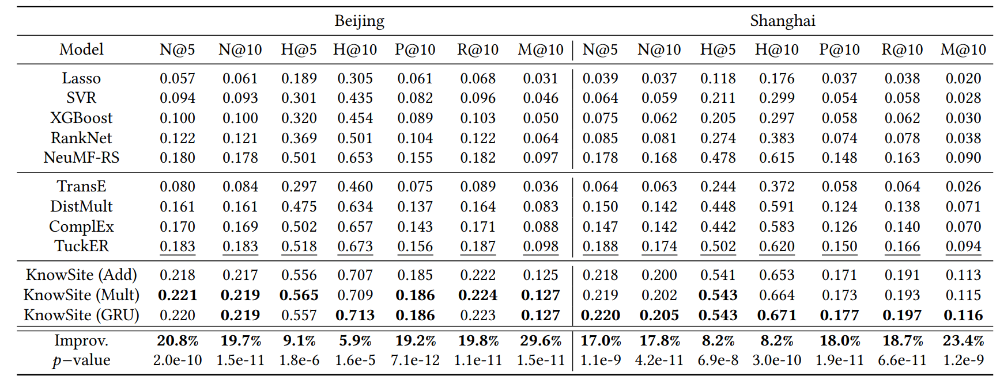 Beijing Shanghai
Model N@5 N@10 H@5 H@10 P@10 R@10 M@10 N@5 N@10 H@5 H@10 P@10 R@10 M@10
Lasso 0.057 0.061 0.189 0.305 0.061 0.068 0.031 0.039 0.037 0.118 0.176 0.037 0.038 0.020
SVR 0.094 0.093 0.301 0.435 0.082 0.096 0.046 0.064 0.059 0.211 0.299 0.054 0.058 0.028
XGBoost 0.100 0.100 0.320 0.454 0.089 0.103 0.050 0.075 0.062 0.205 0.297 0.058 0.062 0.030
RankNet 0.122 0.121 0.369 0.501 0.104 0.122 0.064 0.085 0.081 0.274 0.383 0.074 0.078 0.038
NeuMF-RS 0.180 0.178 0.501 0.653 0.155 0.182 0.097 0.178 0.168 0.478 0.615 0.148 0.163 0.090
TransE 0.080 0.084 0.297 0.460 0.075 0.089 0.036 0.064 0.063 0.244 0.372 0.058 0.064 0.026
DistMult 0.161 0.161 0.475 0.634 0.137 0.164 0.083 0.150 0.142 0.448 0.591 0.124 0.138 0.071
ComplEx 0.170 0.169 0.502 0.657 0.143 0.171 0.088 0.147 0.142 0.442 0.583 0.126 0.140 0.070
TuckER 0.183 0.183 0.518 0.673 0.156 0.187 0.098 0.188 0.174 0.502 0.620 0.150 0.166 0.094
KnowSite (Add) 0.218 0.217 0.556 0.707 0.185 0.222 0.125 0.218 0.200 0.541 0.653 0.171 0.191 0.113
KnowSite (Mult) 0.221 0.219 0.565 0.709 0.186 0.224 0.127 0.219 0.202 0.543 0.664 0.173 0.193 0.115
KnowSite (GRU) 0.220 0.219 0.557 0.713 0.186 0.223 0.127 0.220 0.205 0.543 0.671 0.177 0.197 0.116
Improv. 20.8% 19.7% 9.1% 5.9% 19.2% 19.8% 29.6% 17.0% 17.8% 8.2% 8.2% 18.0% 18.7% 23.4%
p−value 2.0e-10 1.5e-11 1.8e-6 1.6e-5 7.1e-12 1.1e-11 1.5e-11 1.1e-9 4.2e-11 6.9e-8 3.0e-10 1.9e-11 6.6e-11 1.2e-9